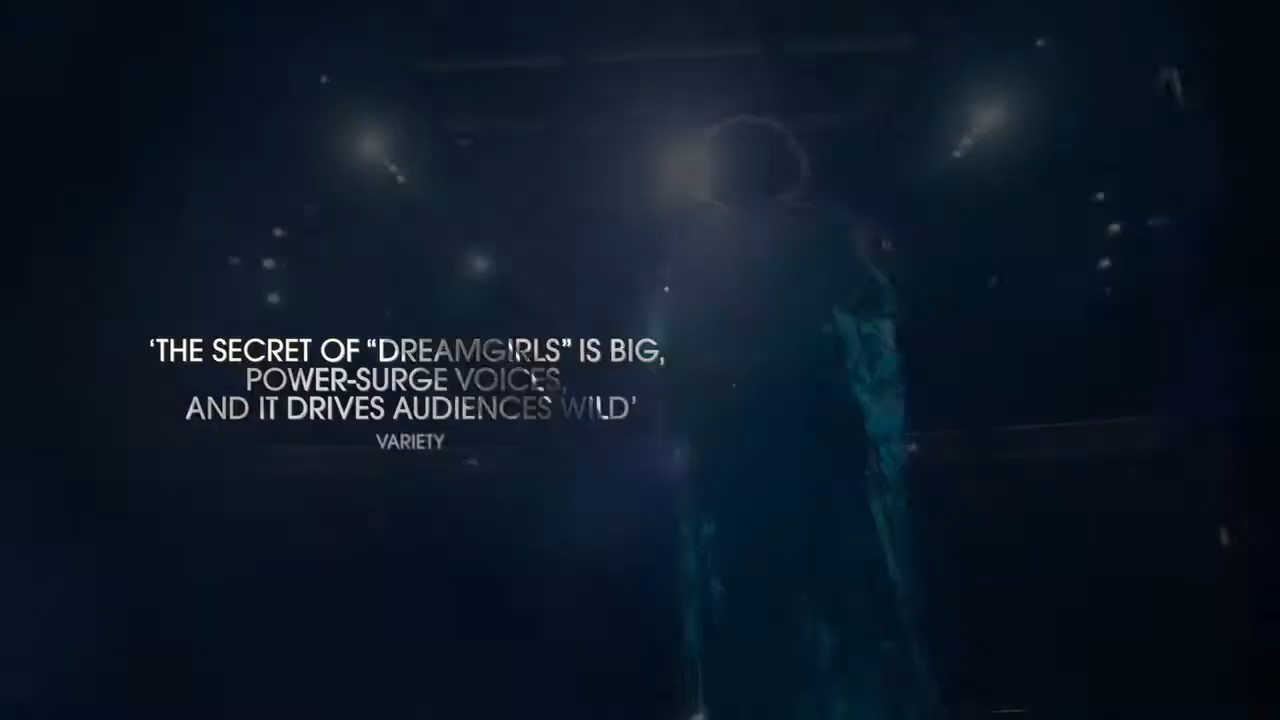 ‘THE SECRET OF “DREAMGIRLS” IS BIG,
POWER-SURGE VOICES,
AND IT DRIVES AUDIENCES WILD’
VARIETY